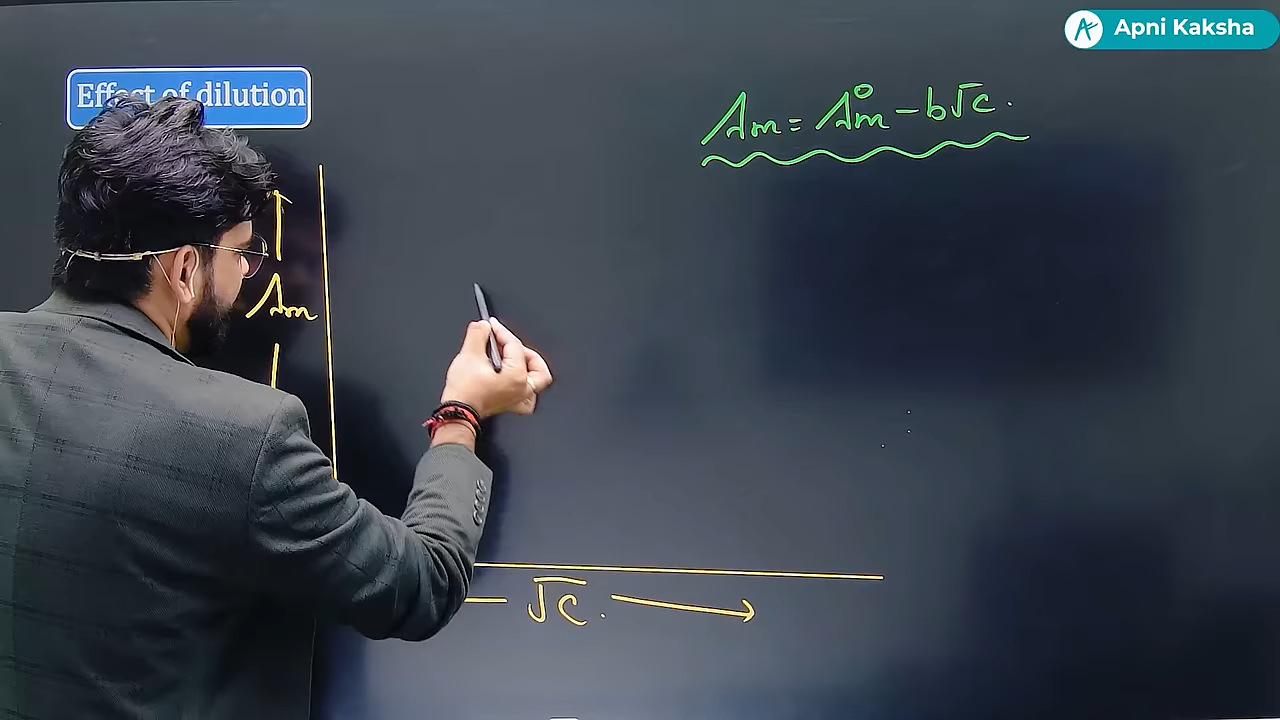 Apni Kaksha
Effect of dilution
Λm = Λ°m - b√c.
Λm
√c.